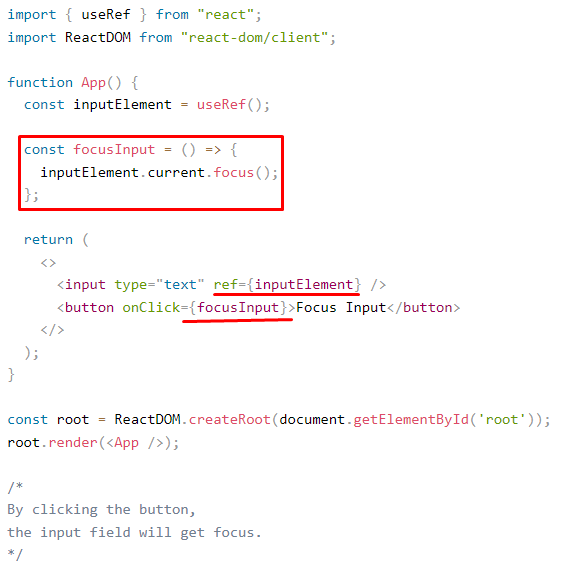 import { useRef } from "react";
import ReactDOM from "react-dom/client";

function App() {
  const inputElement = useRef();

  const focusInput = () => {
    inputElement.current.focus();
  };

  return (
    <>
      <input type="text" ref={inputElement} />
      <button onClick={focusInput}>Focus Input</button>
    </>
  );
}

const root = ReactDOM.createRoot(document.getElementById('root'));
root.render(<App />);

/*
By clicking the button,
the input field will get focus.
*/